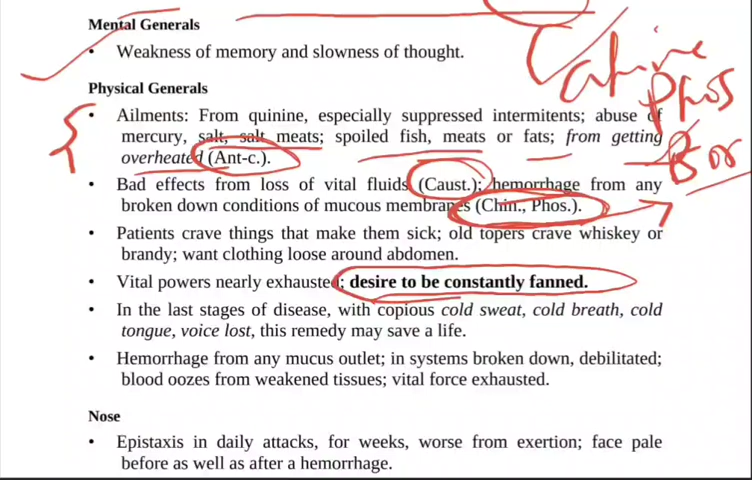 Mental Generals
• Weakness of memory and slowness of thought.
Physical Generals
• Ailments: From quinine, especially suppressed intermitents; abuse of
mercury, salt, salt meats; spoiled fish, meats or fats; from getting
overheated (Ant-c.).
• Bad effects from loss of vital fluids (Caust.); hemorrhage from any
broken down conditions of mucous membranes (Chin., Phos.).
• Patients crave things that make them sick; old topers crave whiskey or
brandy; want clothing loose around abdomen.
• Vital powers nearly exhausted; desire to be constantly fanned.
• In the last stages of disease, with copious cold sweat, cold breath, cold
tongue, voice lost, this remedy may save a life.
• Hemorrhage from any mucus outlet; in systems broken down, debilitated;
blood oozes from weakened tissues; vital force exhausted.
Nose
• Epistaxis in daily attacks, for weeks, worse from exertion; face pale
before as well as after a hemorrhage.
Phos